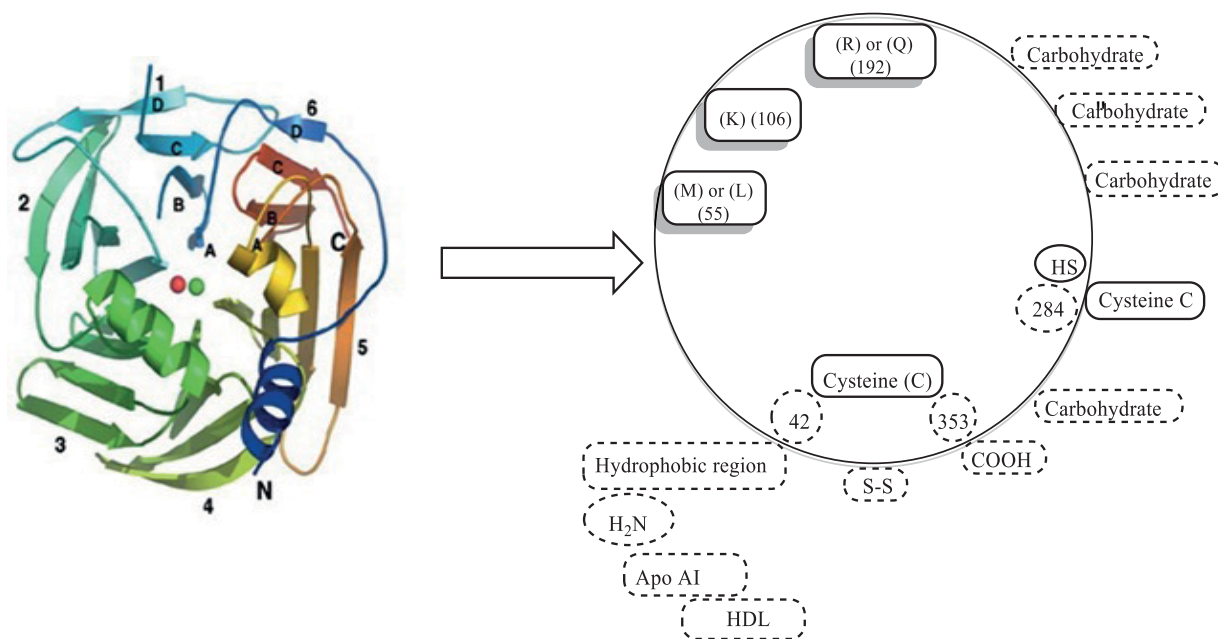 1
D
6
D
C
C
2
B
B
A
A
C
5
3
4
N
(R) or (Q)
(192)
(K) (106)
(M) or (L)
(55)
Carbohydrate
Carbohydrate
Carbohydrate
HS
284
Cysteine C
Cysteine (C)
42
353
Carbohydrate
COOH
Hydrophobic region
S-S
H₂N
Apo AI
HDL